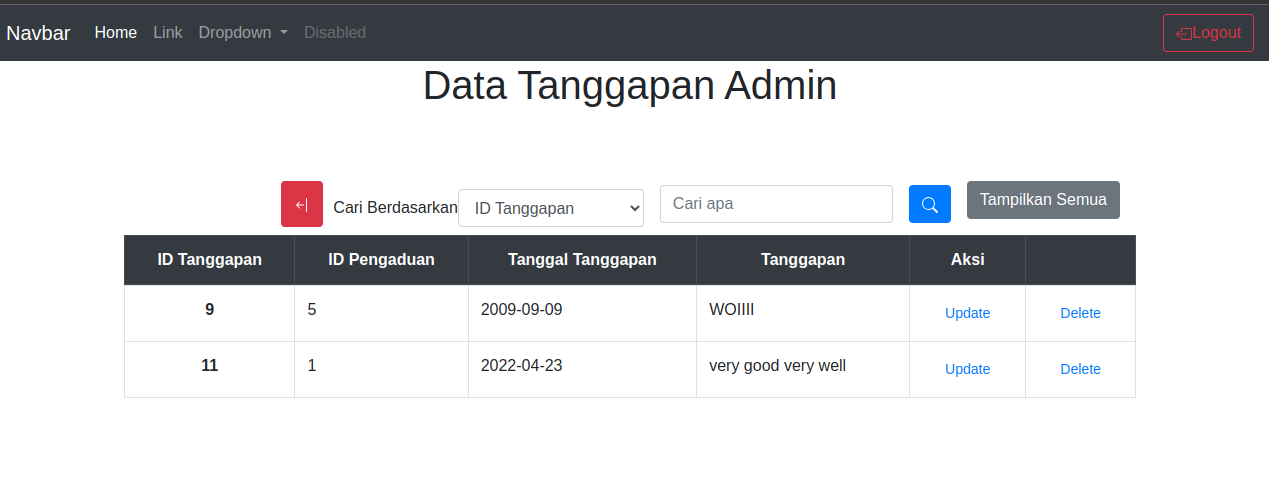 Navbar Home Link Dropdown Disabled Logout
Data Tanggapan Admin
Cari Berdasarkan ID Tanggapan Cari apa Tampilkan Semua
ID Tanggapan ID Pengaduan Tanggal Tanggapan Tanggapan Aksi
9 5 2009-09-09 WOIIII Update Delete
11 1 2022-04-23 very good very well Update Delete